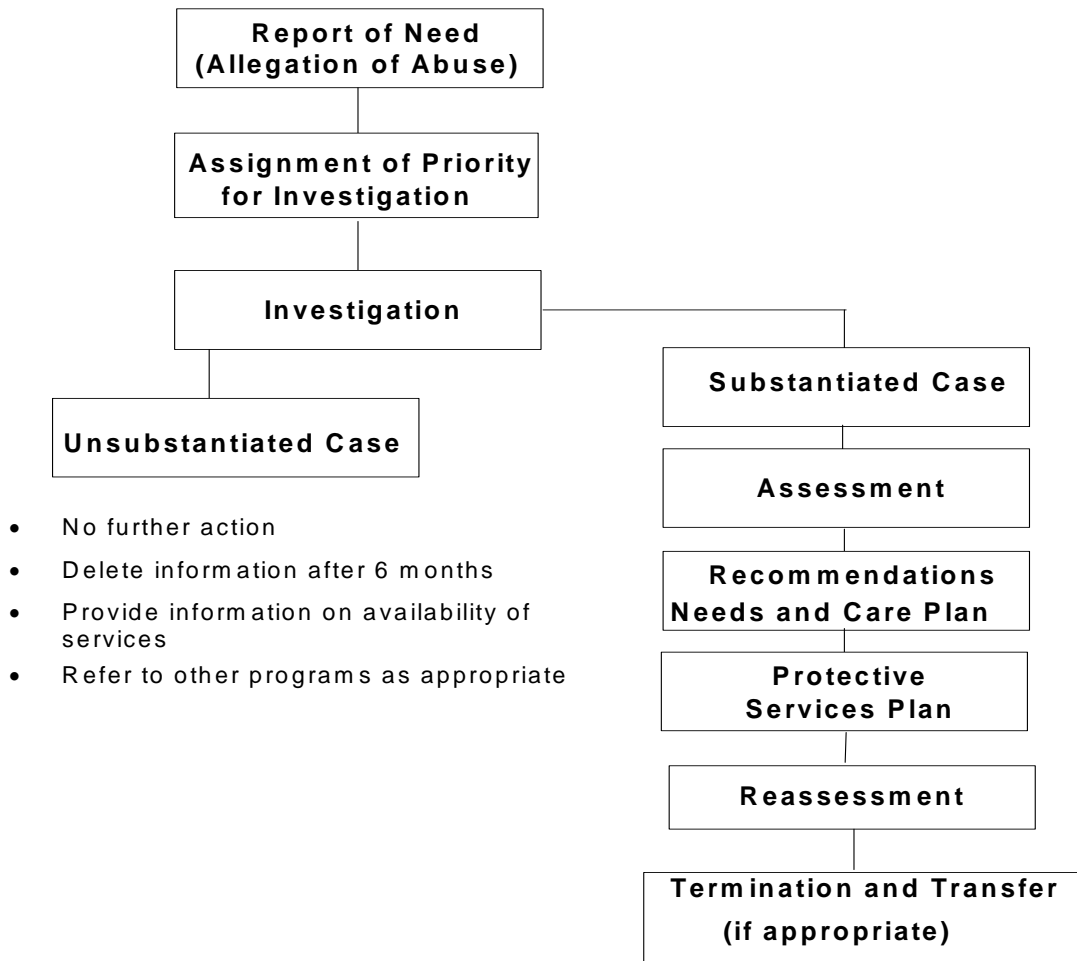 Report of Need
(Allegation of Abuse)
Assignment of Priority
for Investigation
Investigation
Substantiated Case
Unsubstantiated Case
Assessment
• No further action
• Delete information after 6 months
• Provide information on availability of
services
• Refer to other programs as appropriate
Recommendations
Needs and Care Plan
Protective
Services Plan
Reassessment
Termination and Transfer
(if appropriate)